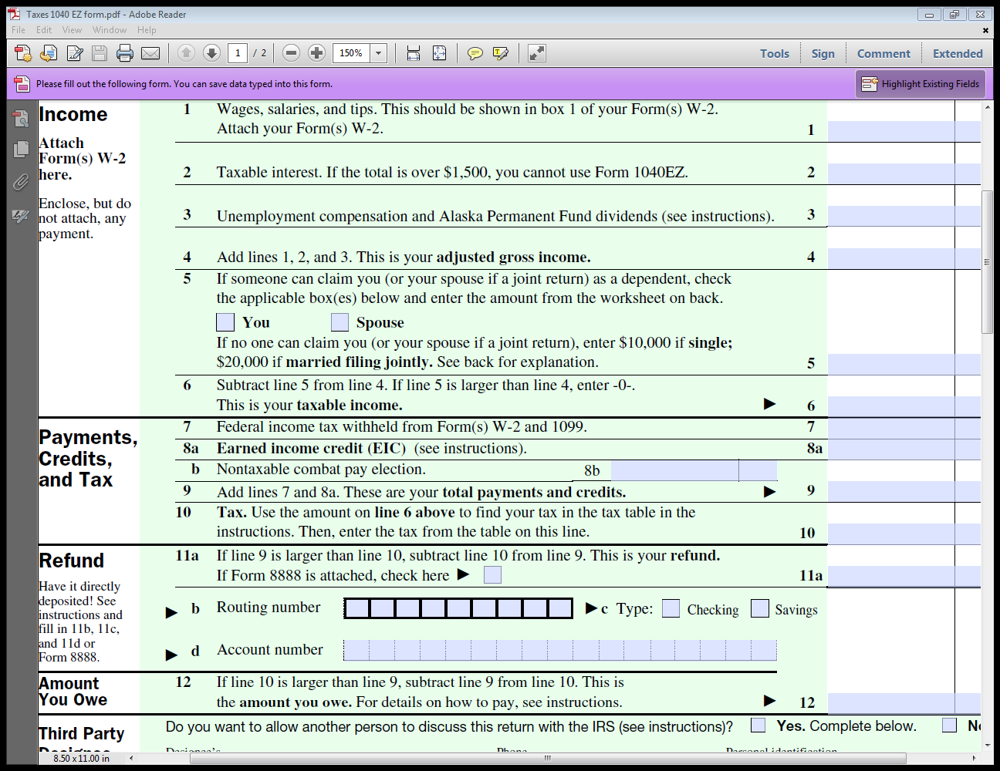 Taxes 1040 EZ form.pdf - Adobe Reader
File Edit View Window Help
1 / 2 150% Tools Sign Comment Extended
Please fill out the following form. You can save data typed into this form. Highlight Existing Fields
Income
Attach
Form(s) W-2
here.
Enclose, but do
not attach, any
payment.
1 Wages, salaries, and tips. This should be shown in box 1 of your Form(s) W-2.
Attach your Form(s) W-2. 1
2 Taxable interest. If the total is over $1,500, you cannot use Form 1040EZ. 2
3 Unemployment compensation and Alaska Permanent Fund dividends (see instructions). 3
4 Add lines 1, 2, and 3. This is your adjusted gross income. 4
5 If someone can claim you (or your spouse if a joint return) as a dependent, check
the applicable box(es) below and enter the amount from the worksheet on back.
You Spouse
If no one can claim you (or your spouse if a joint return), enter $10,000 if single;
$20,000 if married filing jointly. See back for explanation. 5
6 Subtract line 5 from line 4. If line 5 is larger than line 4, enter -0-.
This is your taxable income. ▶ 6
Payments,
Credits,
and Tax
7 Federal income tax withheld from Form(s) W-2 and 1099. 7
8a Earned income credit (EIC) (see instructions). 8a
b Nontaxable combat pay election. 8b
9 Add lines 7 and 8a. These are your total payments and credits. ▶ 9
10 Tax. Use the amount on line 6 above to find your tax in the tax table in the
instructions. Then, enter the tax from the table on this line. 10
Refund
Have it directly
deposited! See
instructions and
fill in 11b, 11c,
and 11d or
Form 8888.
11a If line 9 is larger than line 10, subtract line 10 from line 9. This is your refund.
If Form 8888 is attached, check here ▶ 11a
▶ b Routing number ▶ c Type: Checking Savings
▶ d Account number
Amount
You Owe
12 If line 10 is larger than line 9, subtract line 9 from line 10. This is
the amount you owe. For details on how to pay, see instructions. ▶ 12
Third Party
Designee
Do you want to allow another person to discuss this return with the IRS (see instructions)? Yes. Complete below.
Designee's Phone Personal identification
8.50 x 11.00 in